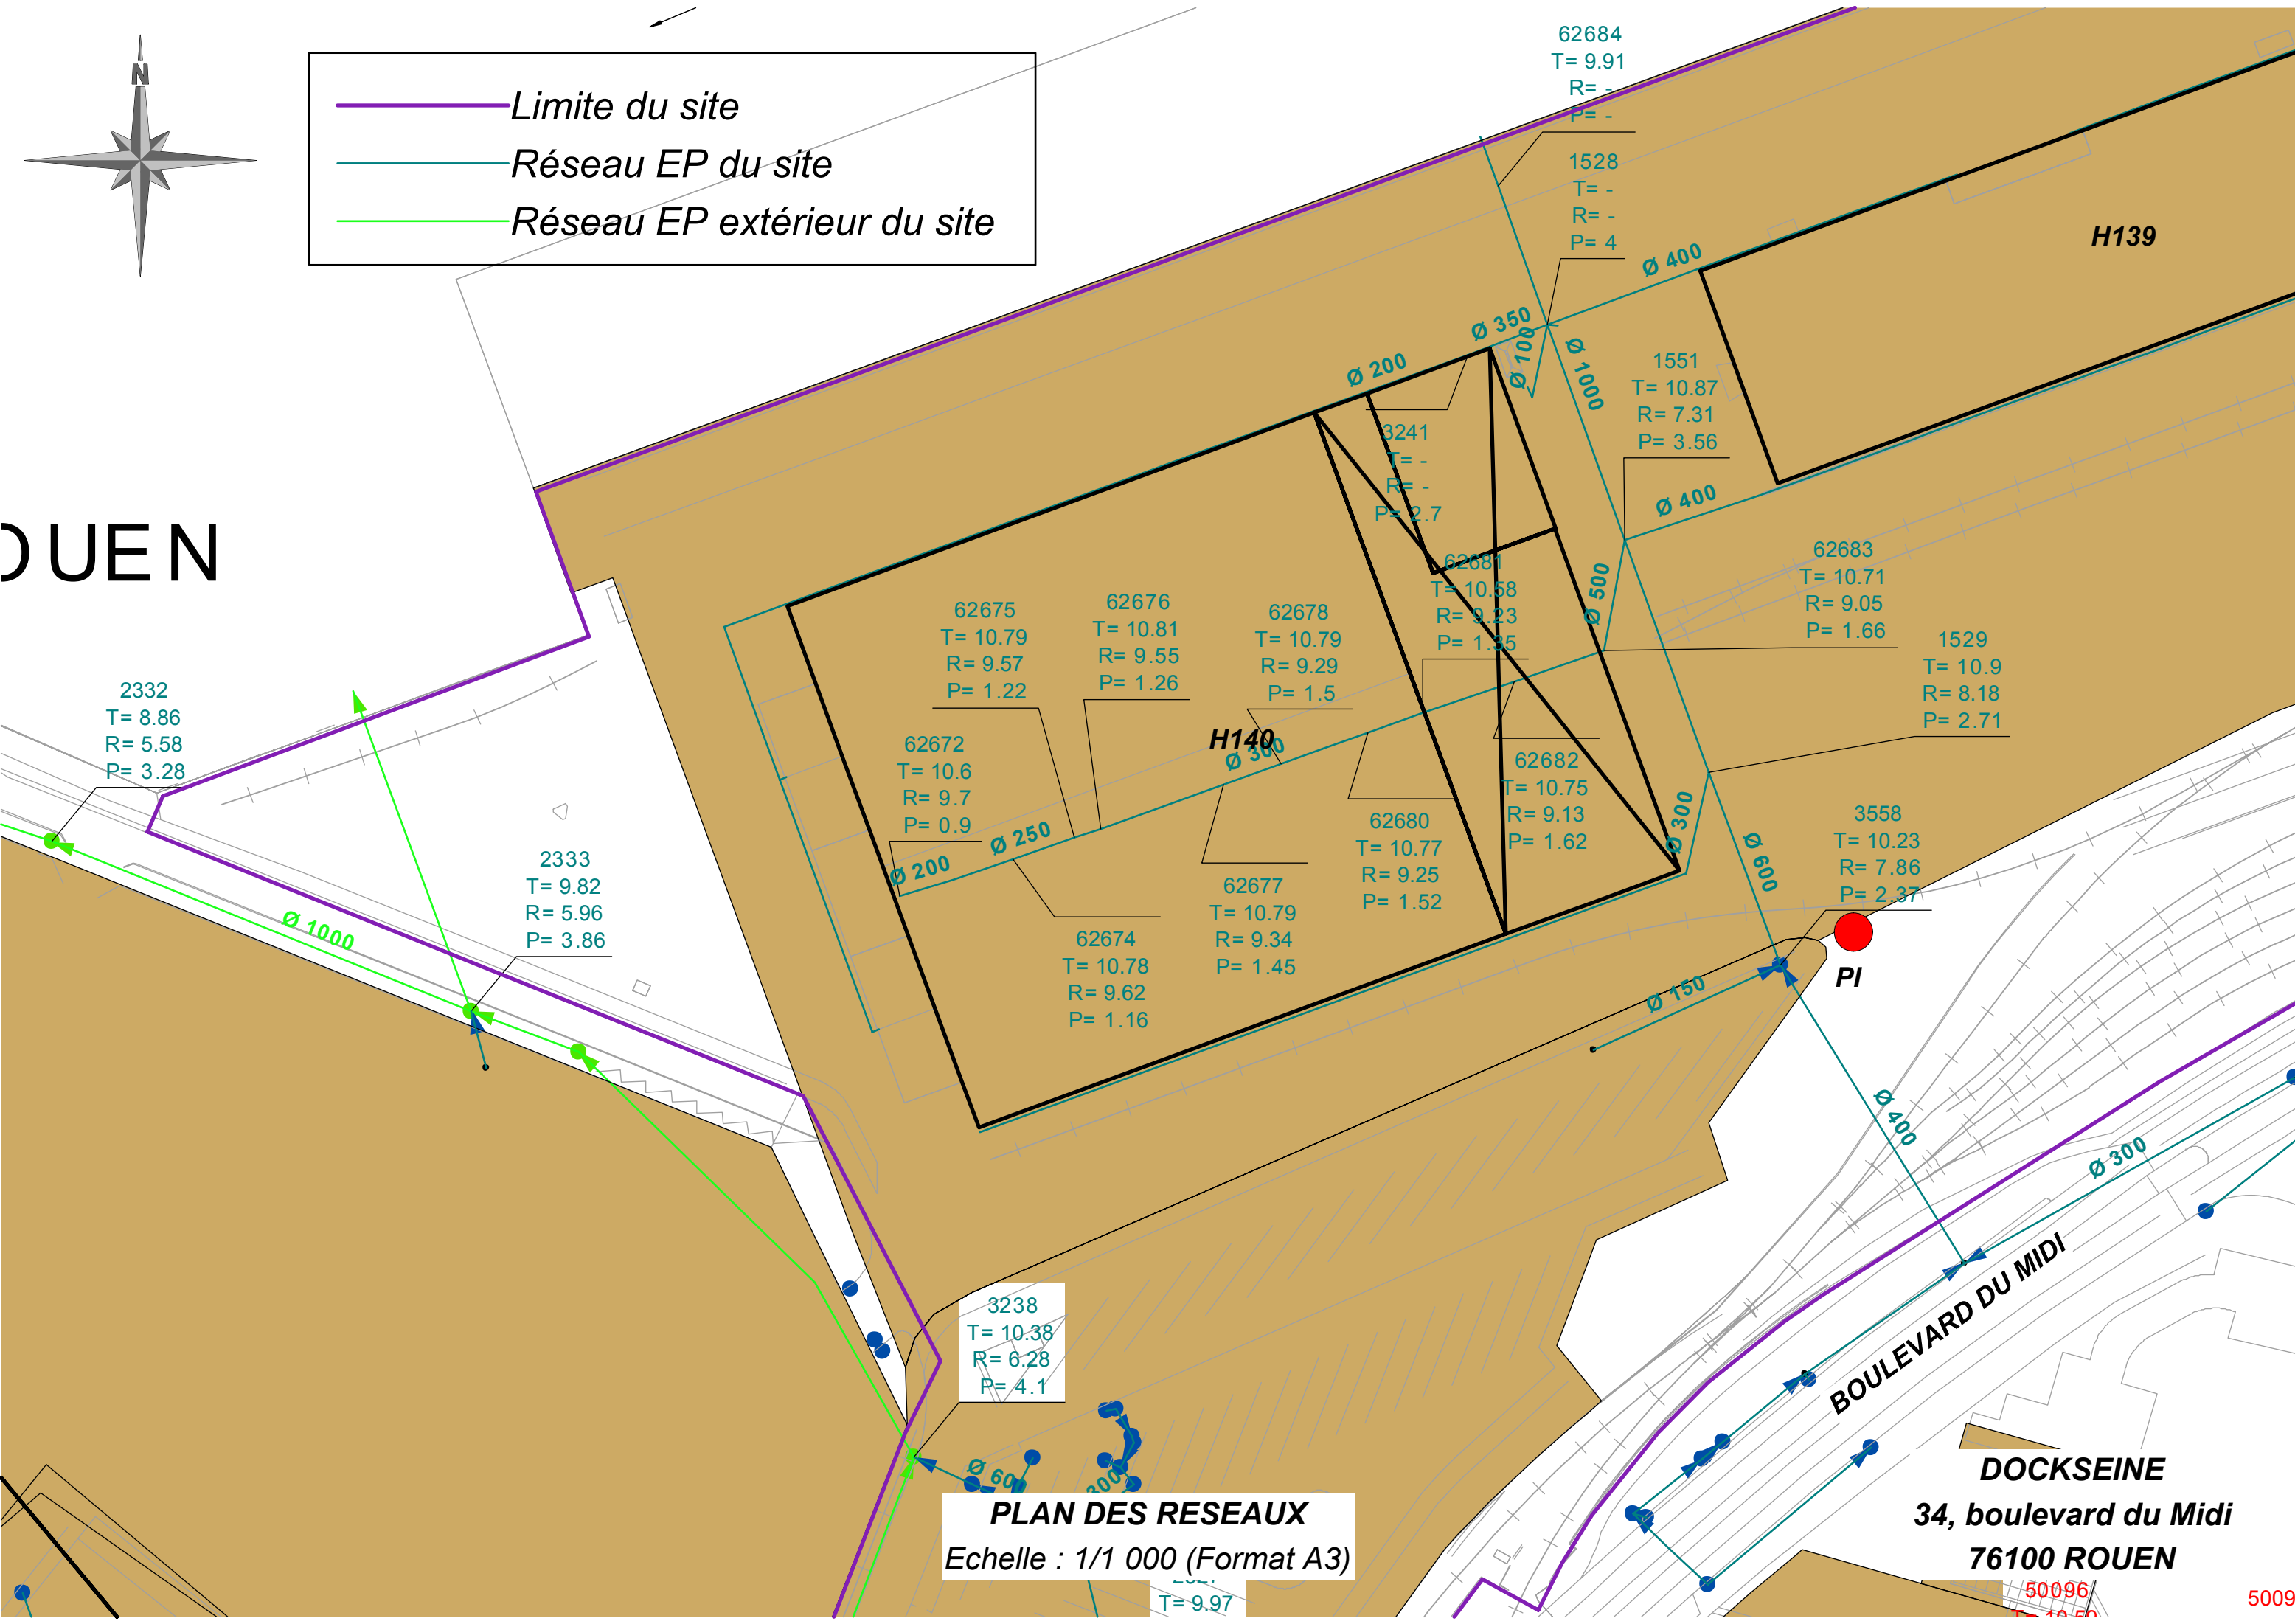 N
Limite du site
Réseau EP du site
Réseau EP extérieur du site
62684
T= 9.91
R= -
P= -
1528
T= -
R= -
P= 4
H139
Ø 400
Ø 350
Ø 100
Ø 200
Ø 1000
1551
T= 10.87
R= 7.31
P= 3.56
3241
T= -
R= -
P= 2.7
Ø 400
OUEN
62681
T= 10.58
R= 9.23
P= 1.35
Ø 500
62683
T= 10.71
R= 9.05
P= 1.66
62675
T= 10.79
R= 9.57
P= 1.22
62676
T= 10.81
R= 9.55
P= 1.26
62678
T= 10.79
R= 9.29
P= 1.5
1529
T= 10.9
R= 8.18
P= 2.71
2332
T= 8.86
R= 5.58
P= 3.28
62672
T= 10.6
R= 9.7
P= 0.9
H140
Ø 300
62682
T= 10.75
R= 9.13
P= 1.62
Ø 300
Ø 250
Ø 200
62680
T= 10.77
R= 9.25
P= 1.52
Ø 600
3558
T= 10.23
R= 7.86
P= 2.37
2333
T= 9.82
R= 5.96
P= 3.86
Ø 1000
62677
T= 10.79
R= 9.34
P= 1.45
62674
T= 10.78
R= 9.62
P= 1.16
PI
Ø 150
Ø 400
Ø 300
BOULEVARD DU MIDI
3238
T= 10.38
R= 6.28
P= 4.1
Ø 600
300
PLAN DES RESEAUX
Echelle : 1/1 000 (Format A3)
T= 9.97
DOCKSEINE
34, boulevard du Midi
76100 ROUEN
50096
5009